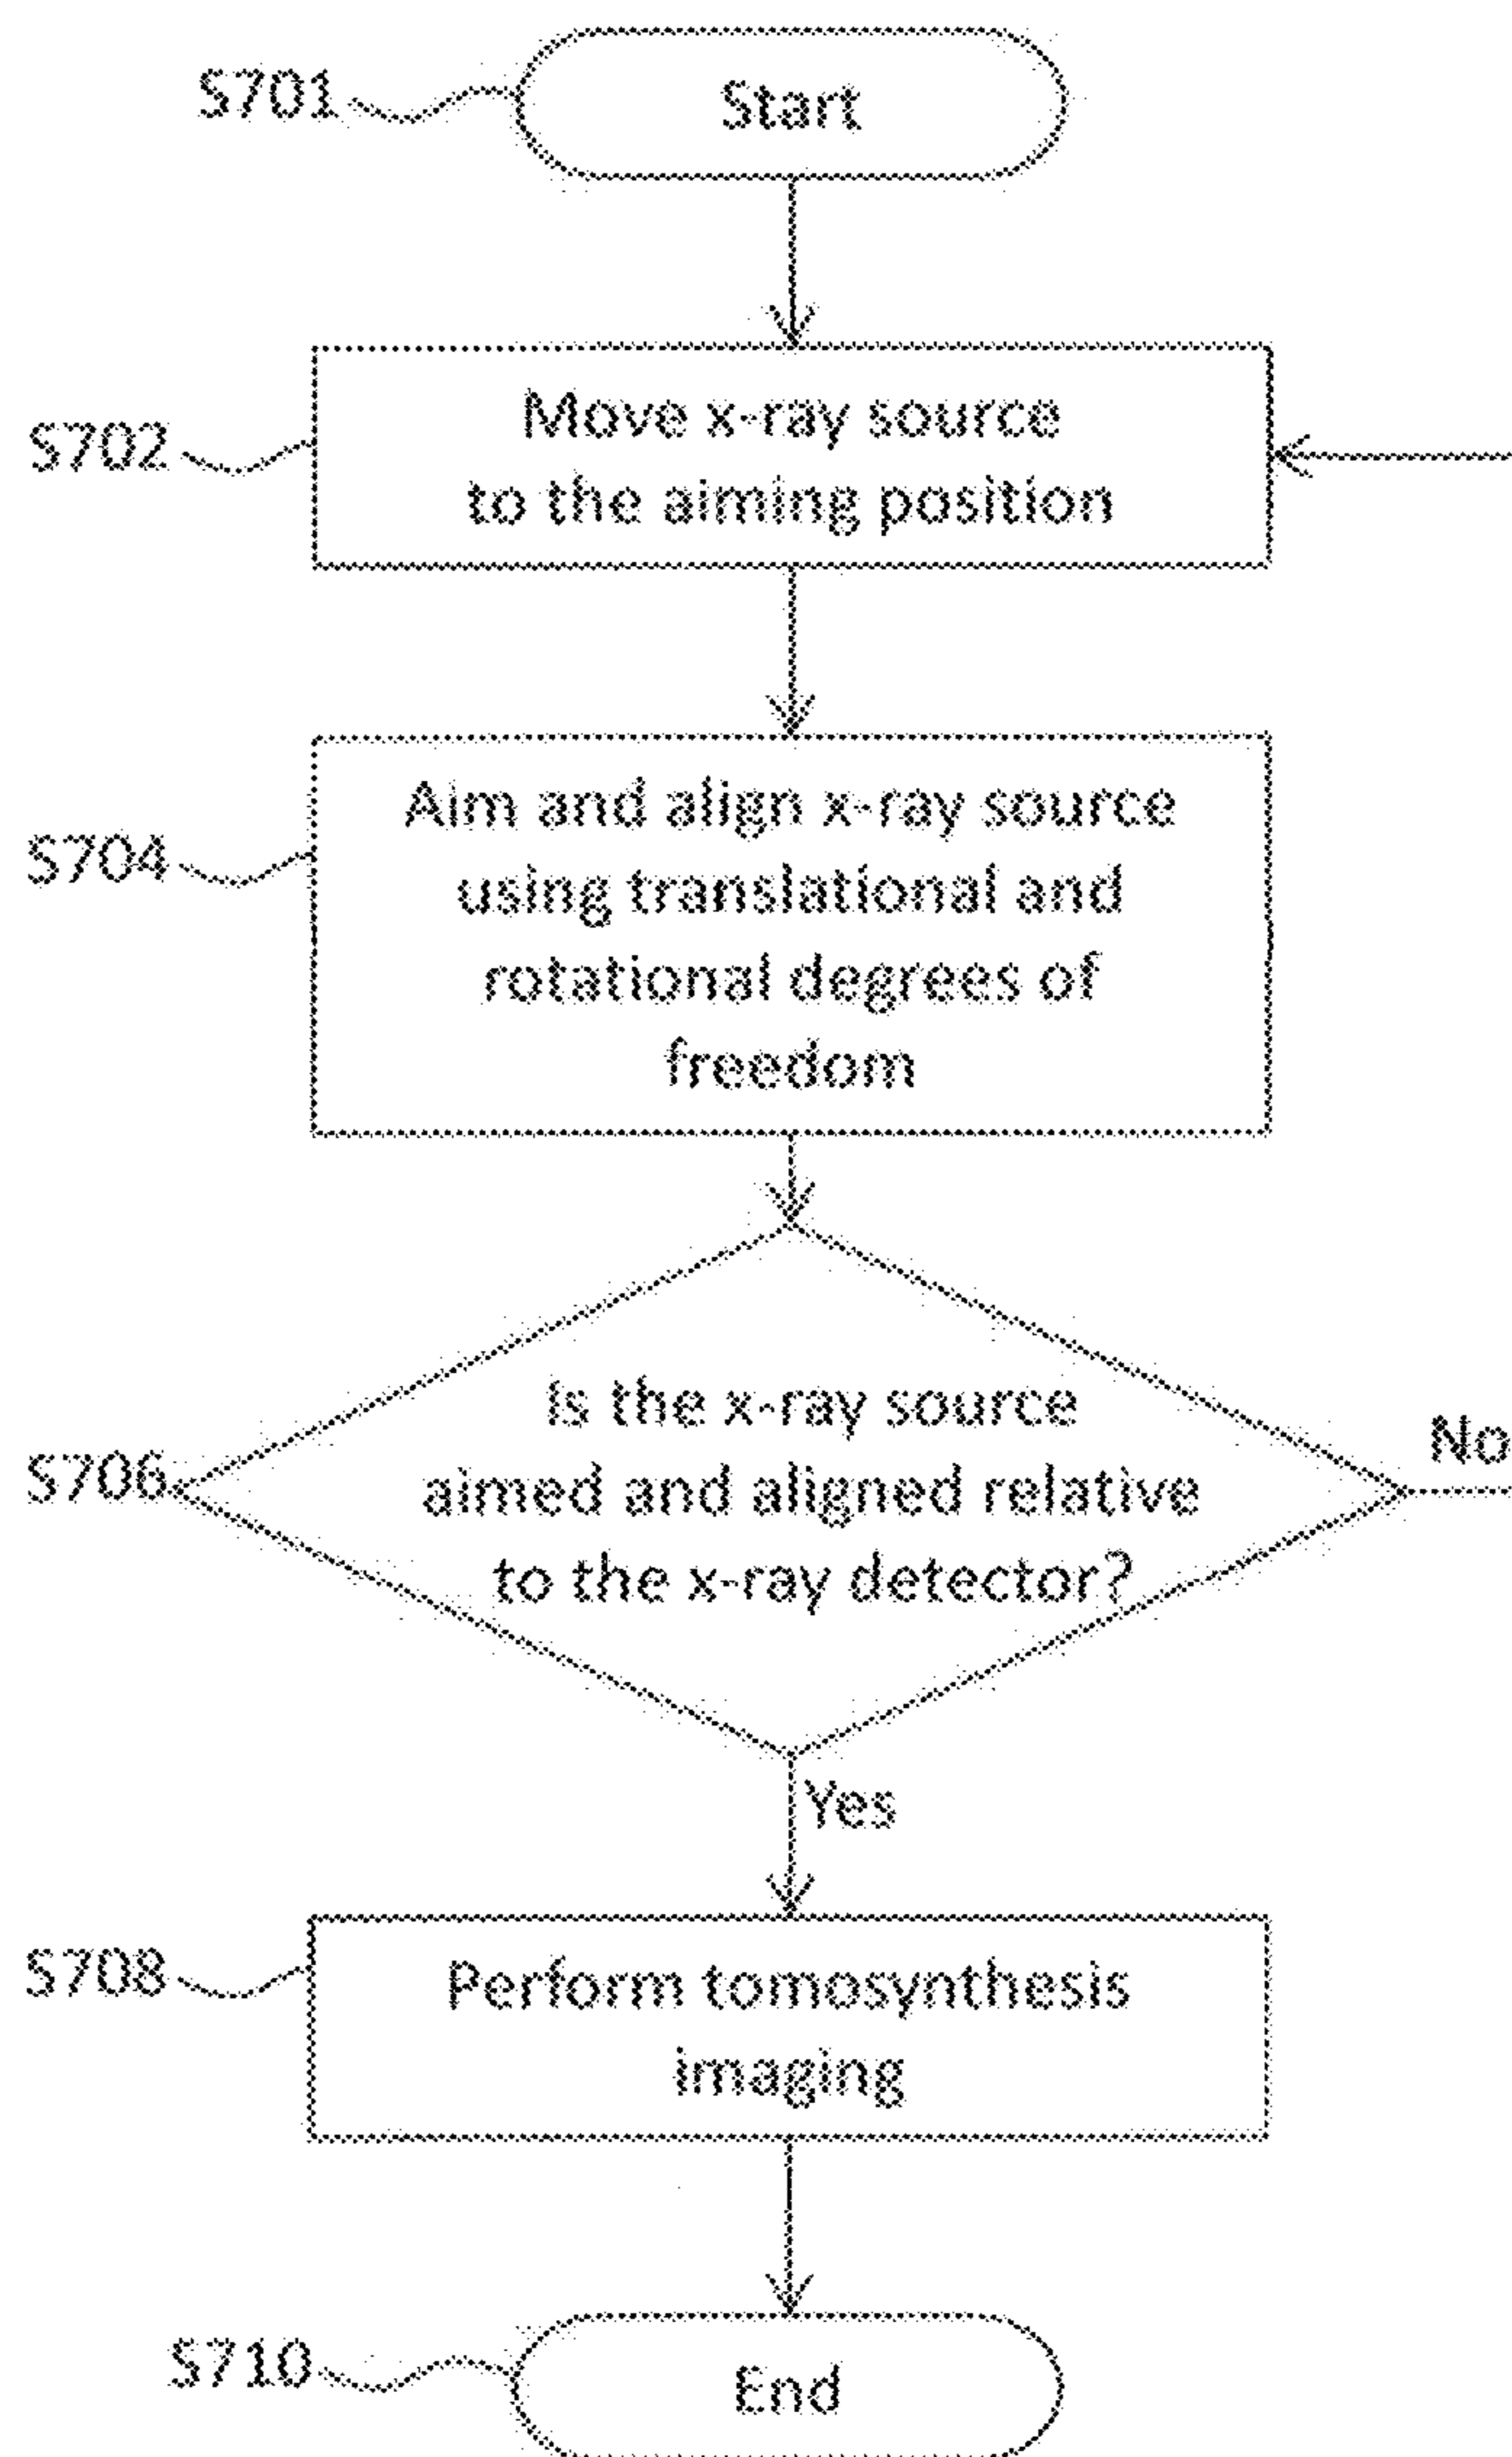 S701
Start
S702
Move x-ray source
to the aiming position
S704
Aim and align x-ray source
using translational and
rotational degrees of
freedom
S706
Is the x-ray source
aimed and aligned relative
to the x-ray detector?
No
Yes
S708
Perform tomosynthesis
imaging
S710
End